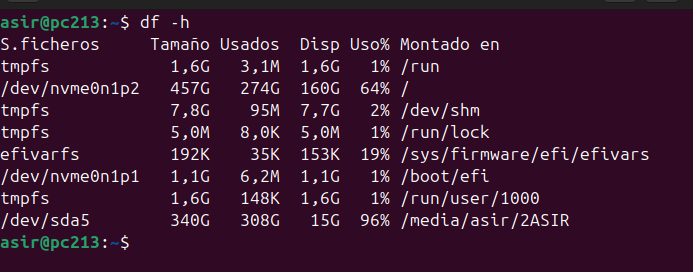 asir@pc213:~$ df -h
S.ficheros Tamaño Usados Disp Uso% Montado en
tmpfs 1,6G 3,1M 1,6G 1% /run
/dev/nvme0n1p2 457G 274G 160G 64% /
tmpfs 7,8G 95M 7,7G 2% /dev/shm
tmpfs 5,0M 8,0K 5,0M 1% /run/lock
efivarfs 192K 35K 153K 19% /sys/firmware/efi/efivars
/dev/nvme0n1p1 1,1G 6,2M 1,1G 1% /boot/efi
tmpfs 1,6G 148K 1,6G 1% /run/user/1000
/dev/sda5 340G 308G 15G 96% /media/asir/2ASIR
asir@pc213:~$